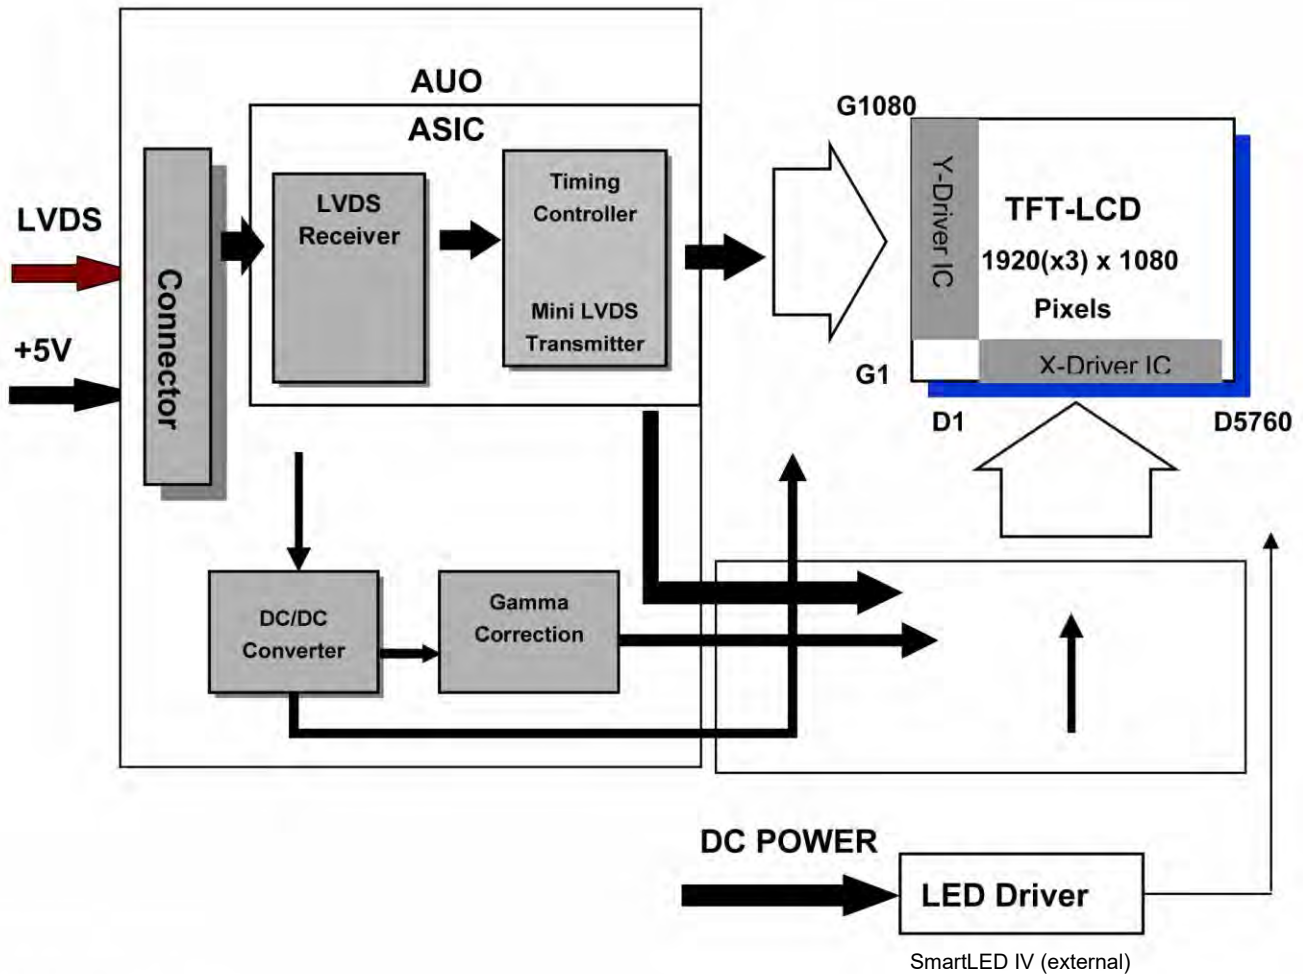 AUO
ASIC
LVDS
+5V
Connector
LVDS
Receiver
Timing
Controller
Mini LVDS
Transmitter
G1080
Y-Driver IC
TFT-LCD
1920(x3) x 1080
Pixels
X-Driver IC
G1
D1
D5760
DC/DC
Converter
Gamma
Correction
DC POWER
LED Driver
SmartLED IV (external)